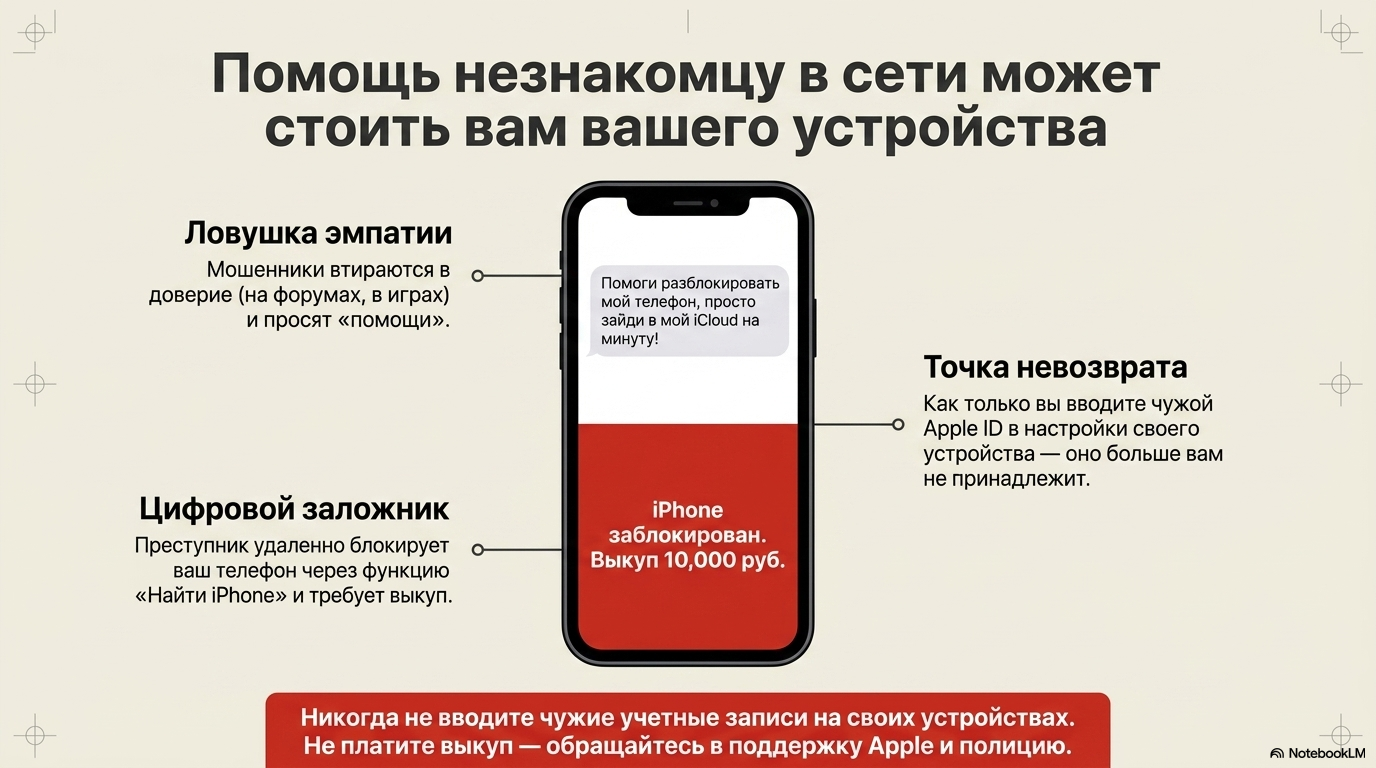 Помощь незнакомцу в сети может
стоить вам вашего устройства
Ловушка эмпатии
Мошенники втираются в
доверие (на форумах, в играх)
и просят «помощи».
Помоги разблокировать
мой телефон, просто
зайди в мой iCloud на
минуту!
Точка невозврата
Как только вы вводите чужой
Apple ID в настройки своего
устройства — оно больше вам
не принадлежит.
Цифровой заложник
Преступник удаленно блокирует
ваш телефон через функцию
«Найти iPhone» и требует выкуп.
iPhone
заблокирован.
Выкуп 10,000 руб.
Никогда не вводите чужие учетные записи на своих устройствах.
Не платите выкуп — обращайтесь в поддержку Apple и полицию.
NotebookLM